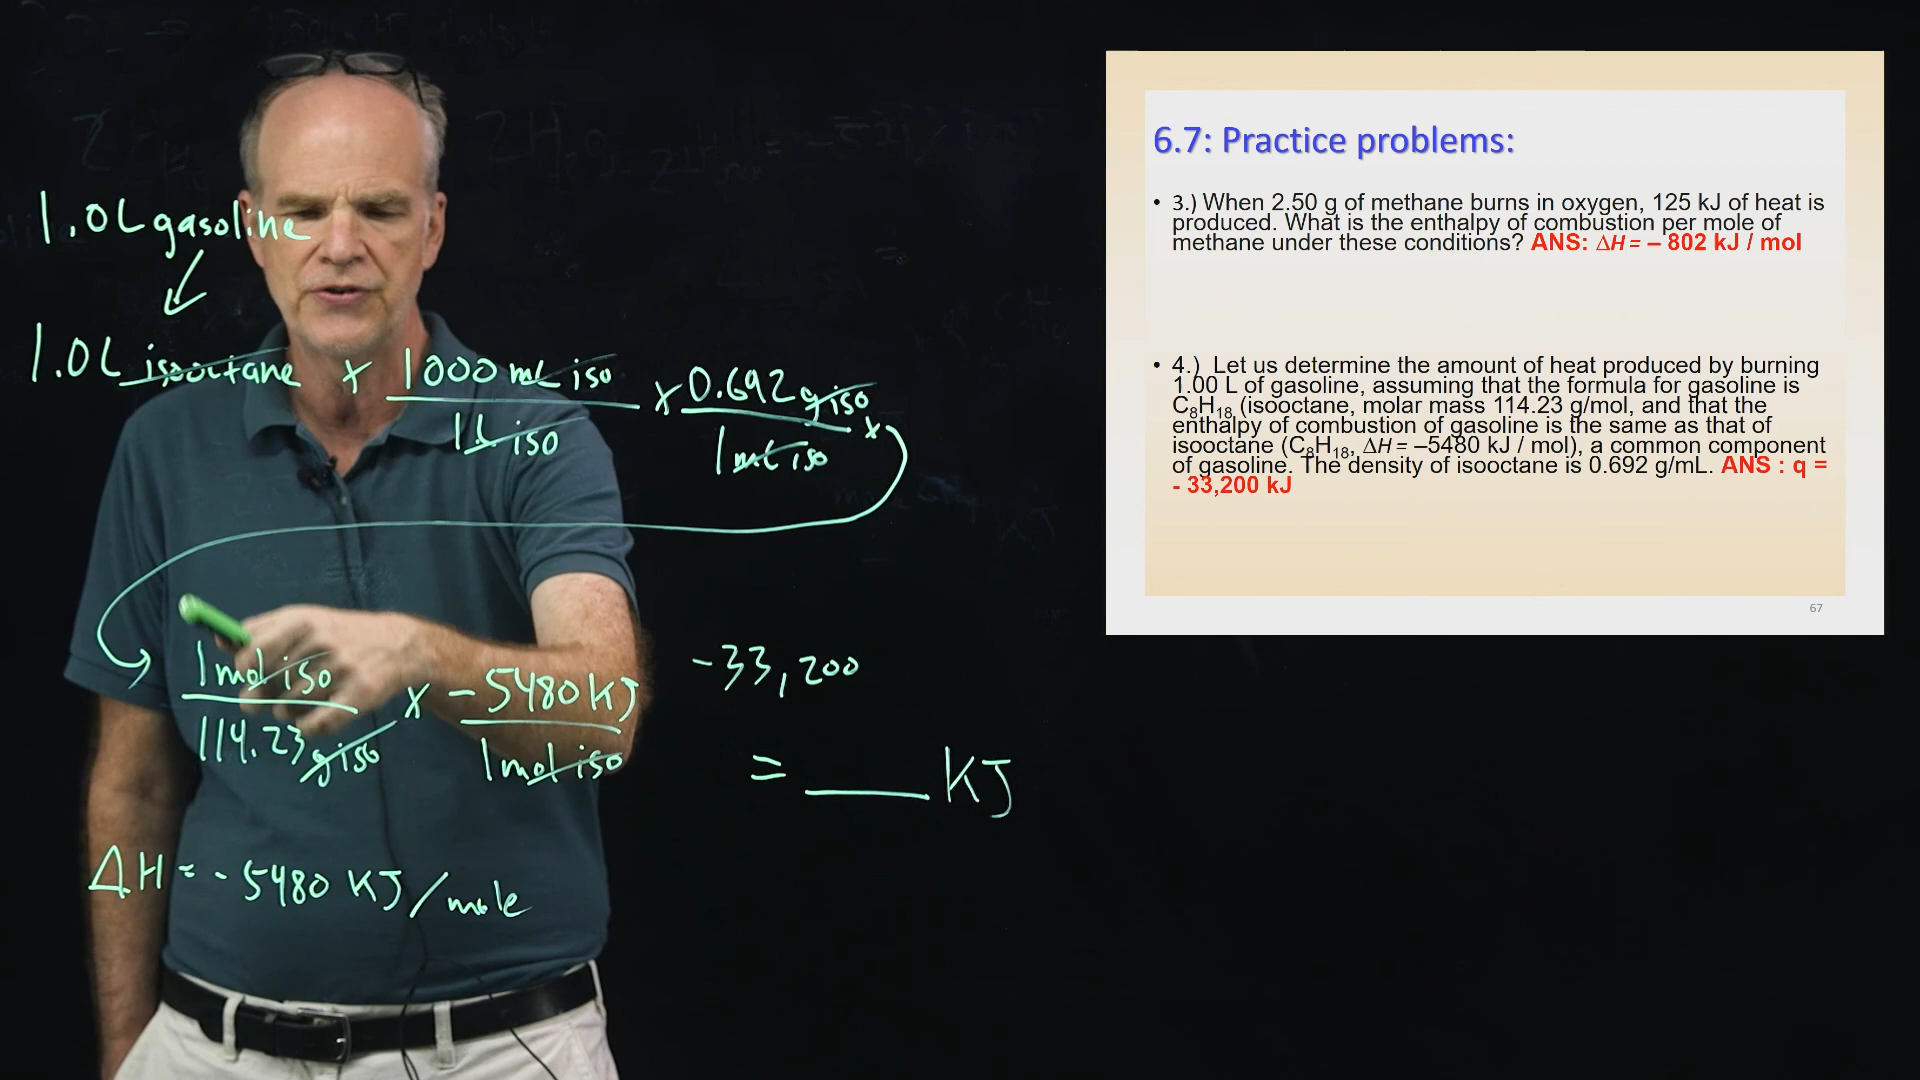 1.0L gasoline
1.0L isooctane x 1000 mL iso x 0.692 g iso x
1 L iso
1 mL iso
1 mol iso x -5480 KJ
114.23 g iso
1 mol iso
-33,200
= ___ KJ
ΔH = -5480 KJ/mole
6.7: Practice problems:
• 3.) When 2.50 g of methane burns in oxygen, 125 kJ of heat is
produced. What is the enthalpy of combustion per mole of
methane under these conditions? ANS: ΔH = – 802 kJ / mol
• 4.) Let us determine the amount of heat produced by burning
1.00 L of gasoline, assuming that the formula for gasoline is
C₈H₁₈ (isooctane, molar mass 114.23 g/mol, and that the
enthalpy of combustion of gasoline is the same as that of
isooctane (C₈H₁₈, ΔH = –5480 kJ / mol), a common component
of gasoline. The density of isooctane is 0.692 g/mL. ANS : q =
- 33,200 kJ
67